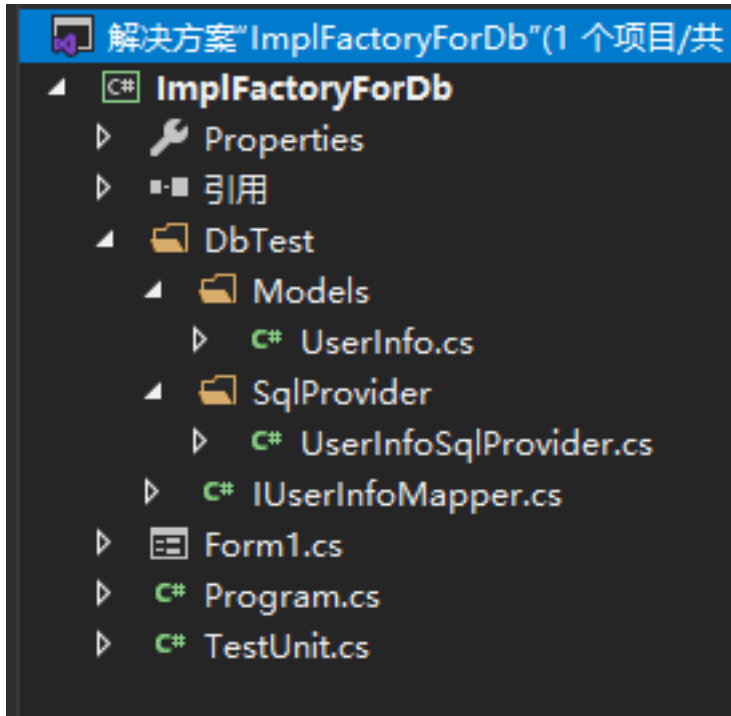 解决方案"ImplFactoryForDb"(1 个项目/共
C# ImplFactoryForDb
Properties
引用
DbTest
Models
C# UserInfo.cs
SqlProvider
C# UserInfoSqlProvider.cs
C# IUserInfoMapper.cs
Form1.cs
C# Program.cs
C# TestUnit.cs